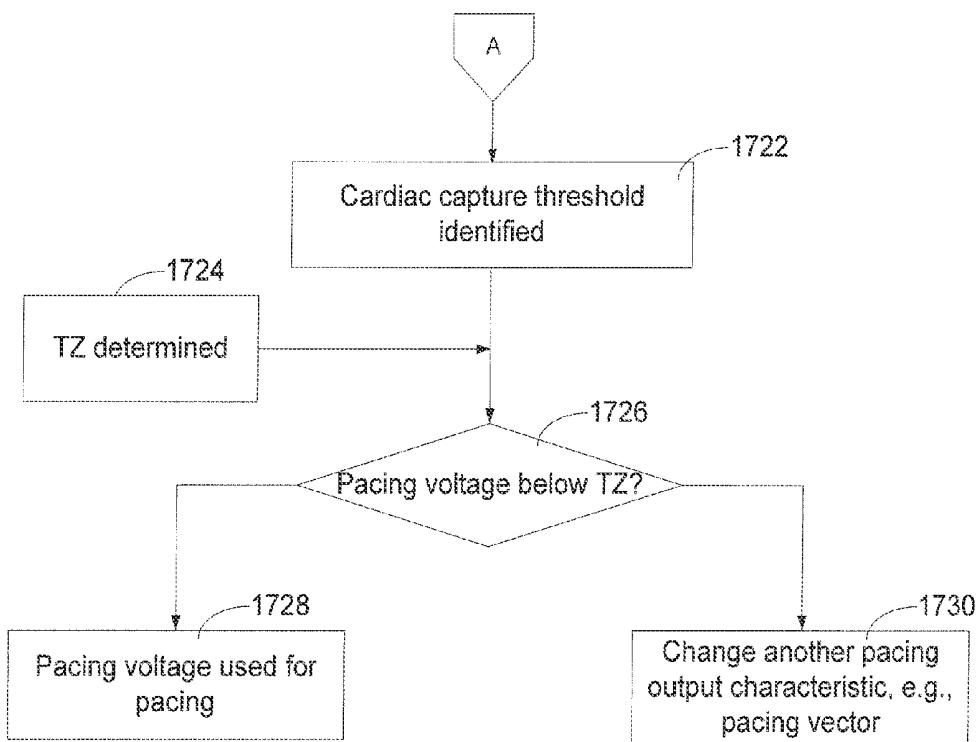 A
1722
Cardiac capture threshold
identified
1724
TZ determined
1726
Pacing voltage below TZ?
1728
Pacing voltage used for
pacing
1730
Change another pacing
output characteristic, e.g.,
pacing vector